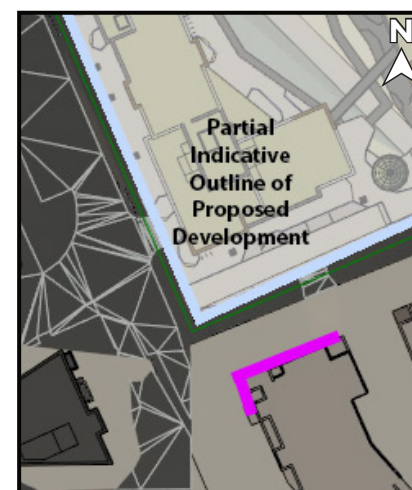 N
Partial
Indicative
Outline of
Proposed
Development